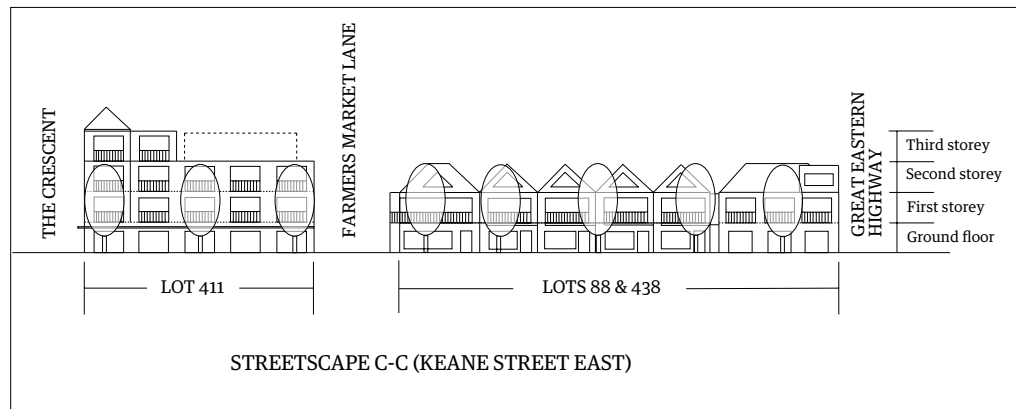 THE CRESCENT
FARMERS MARKET LANE
GREAT EASTERN
HIGHWAY
Third storey
Second storey
First storey
Ground floor
LOT 411
LOTS 88 & 438
STREETSCAPE C-C (KEANE STREET EAST)